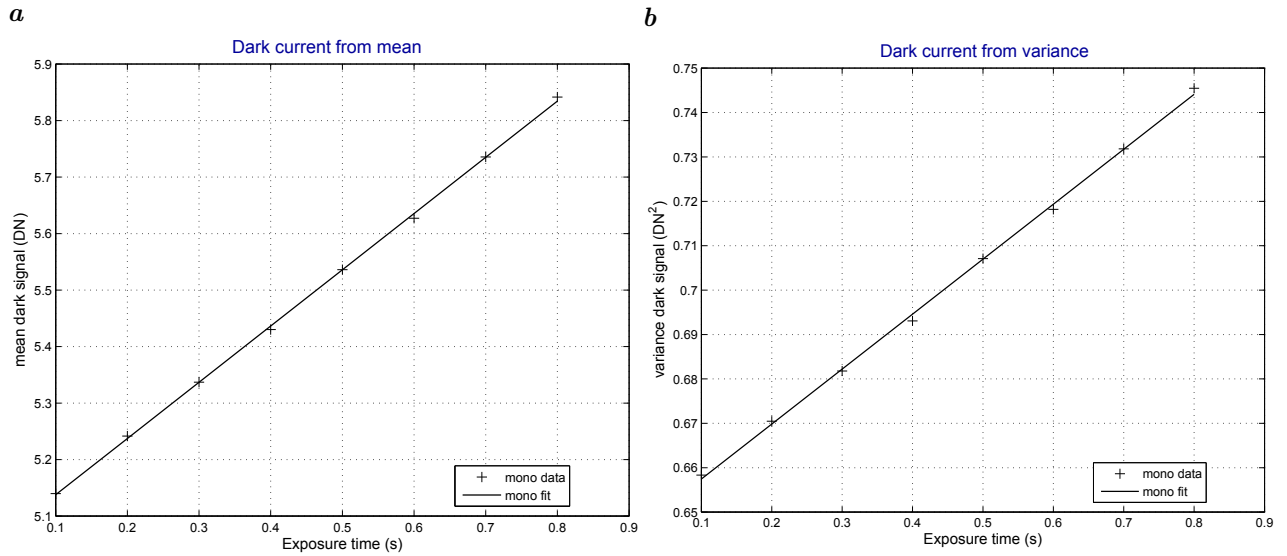 a
Dark current from mean
5.9
5.8
5.7
5.6
5.5
5.4
5.3
5.2
5.1
mean dark signal (DN)
0.1 0.2 0.3 0.4 0.5 0.6 0.7 0.8 0.9
Exposure time (s)
mono data
mono fit
b
Dark current from variance
0.75
0.74
0.73
0.72
0.71
0.7
0.69
0.68
0.67
0.66
0.65
variance dark signal (DN²)
0.1 0.2 0.3 0.4 0.5 0.6 0.7 0.8 0.9
Exposure time (s)
mono data
mono fit